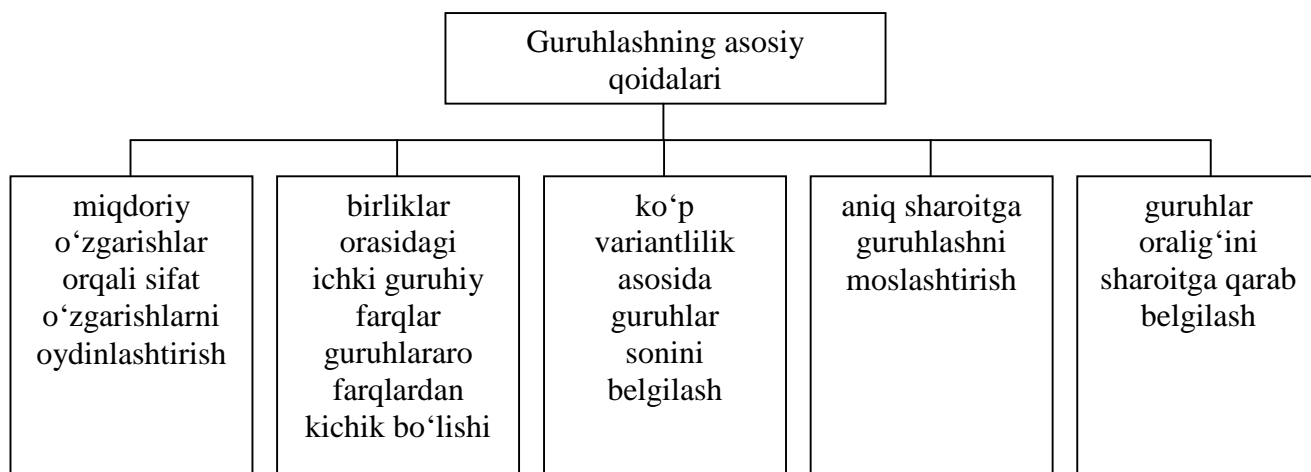 Guruhlashning asosiy
qoidalari
miqdoriy
o‘zgarishlar
orqali sifat
o‘zgarishlarni
oydinlashtirish
birliklar
orasidagi
ichki guruhiy
farqlar
guruhlararo
farqlardan
kichik bo‘lishi
ko‘p
variantlilik
asosida
guruhlar
sonini
belgilash
aniq sharoitga
guruhlashni
moslashtirish
guruhlar
oralig‘ini
sharoitga qarab
belgilash